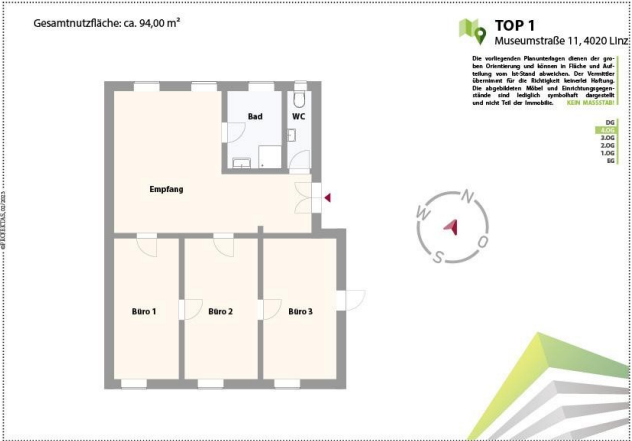 Gesamtnutzfläche: ca. 94,00 m²
TOP 1
Museumstraße 11, 4020 Linz
Die vorliegenden Planunterlagen dienen der gro-
ben Orientierung und können in Fläche und Auf-
teilung vom Ist-Stand abweichen. Der Vermittler
übernimmt für die Richtigkeit keinerlei Haftung.
Die abgebildeten Möbel und Einrichtungsgegen-
stände sind lediglich symbolhaft dargestellt
und nicht Teil der Immobilie. KEIN MASSSTAB!
DG
4.OG
3.OG
2.OG
1.OG
EG
Bad
WC
Empfang
N
W
O
S
Büro 1
Büro 2
Büro 3